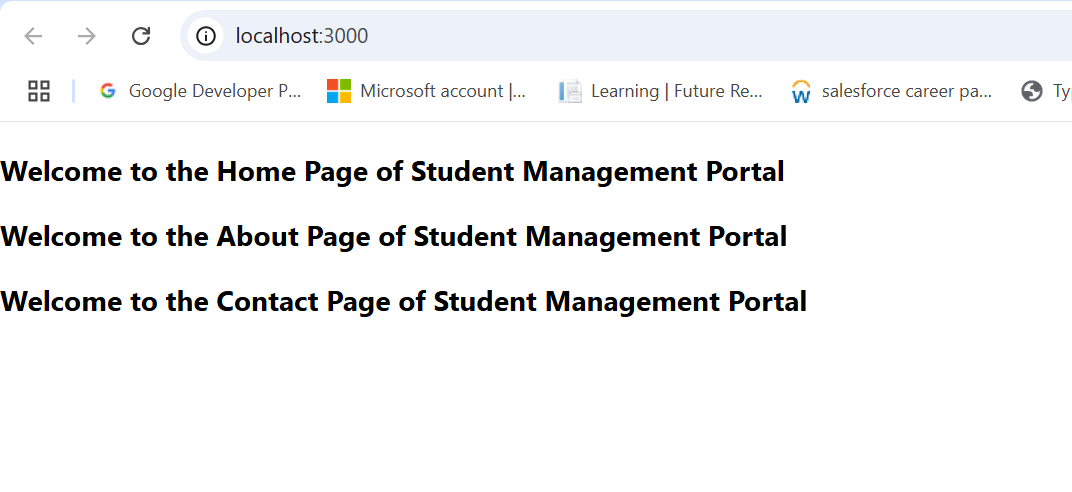 localhost:3000
Google Developer P... Microsoft account |... Learning | Future Re... salesforce career pa... Ty
Welcome to the Home Page of Student Management Portal
Welcome to the About Page of Student Management Portal
Welcome to the Contact Page of Student Management Portal